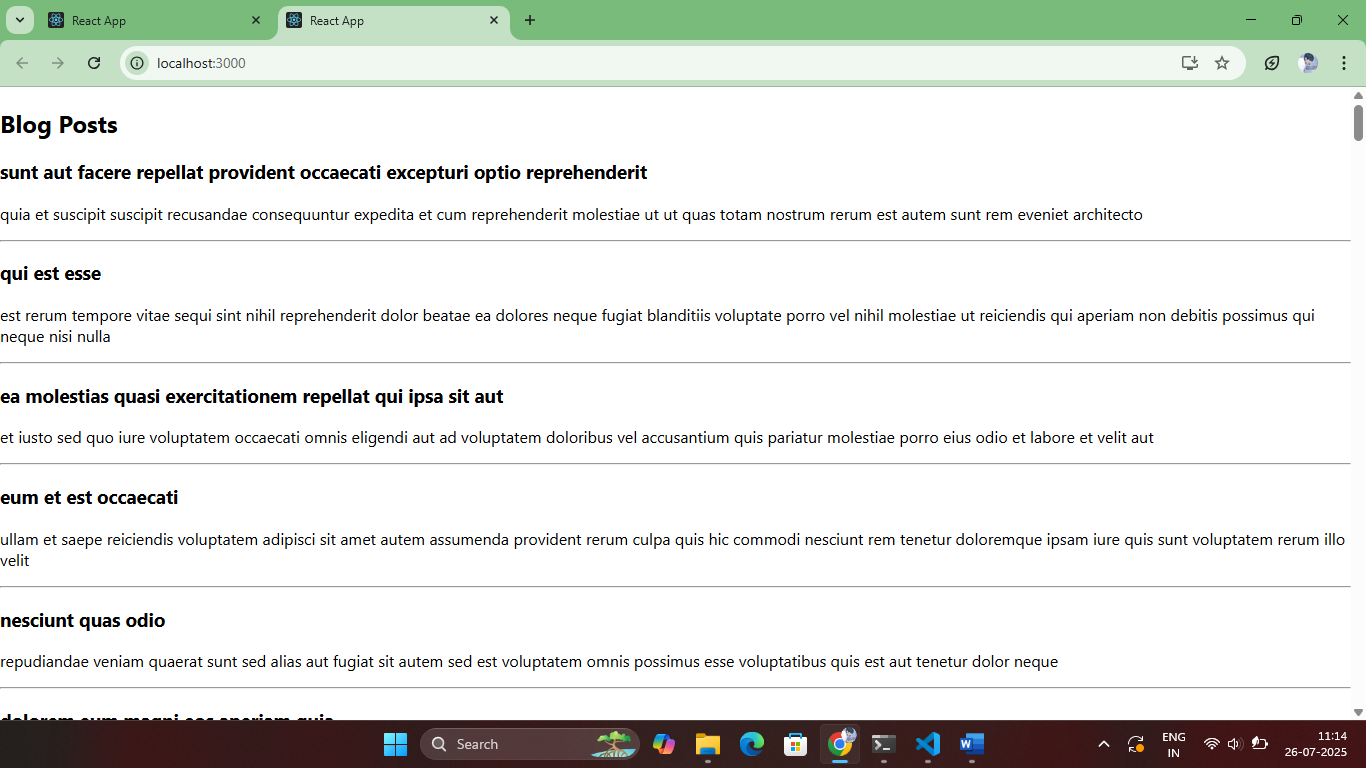 React App
React App
localhost:3000
Blog Posts
sunt aut facere repellat provident occaecati excepturi optio reprehenderit
quia et suscipit suscipit recusandae consequuntur expedita et cum reprehenderit molestiae ut ut quas totam nostrum rerum est autem sunt rem eveniet architecto
qui est esse
est rerum tempore vitae sequi sint nihil reprehenderit dolor beatae ea dolores neque fugiat blanditiis voluptate porro vel nihil molestiae ut reiciendis qui aperiam non debitis possimus qui
neque nisi nulla
ea molestias quasi exercitationem repellat qui ipsa sit aut
et iusto sed quo iure voluptatem occaecati omnis eligendi aut ad voluptatem doloribus vel accusantium quis pariatur molestiae porro eius odio et labore et velit aut
eum et est occaecati
ullam et saepe reiciendis voluptatem adipisci sit amet autem assumenda provident rerum culpa quis hic commodi nesciunt rem tenetur doloremque ipsam iure quis sunt voluptatem rerum illo
velit
nesciunt quas odio
repudiandae veniam quaerat sunt sed alias aut fugiat sit autem sed est voluptatem omnis possimus esse voluptatibus quis est aut tenetur dolor neque
dolorem eum magni eos aperiam quia
Search
ENG
IN
11:14
26-07-2025